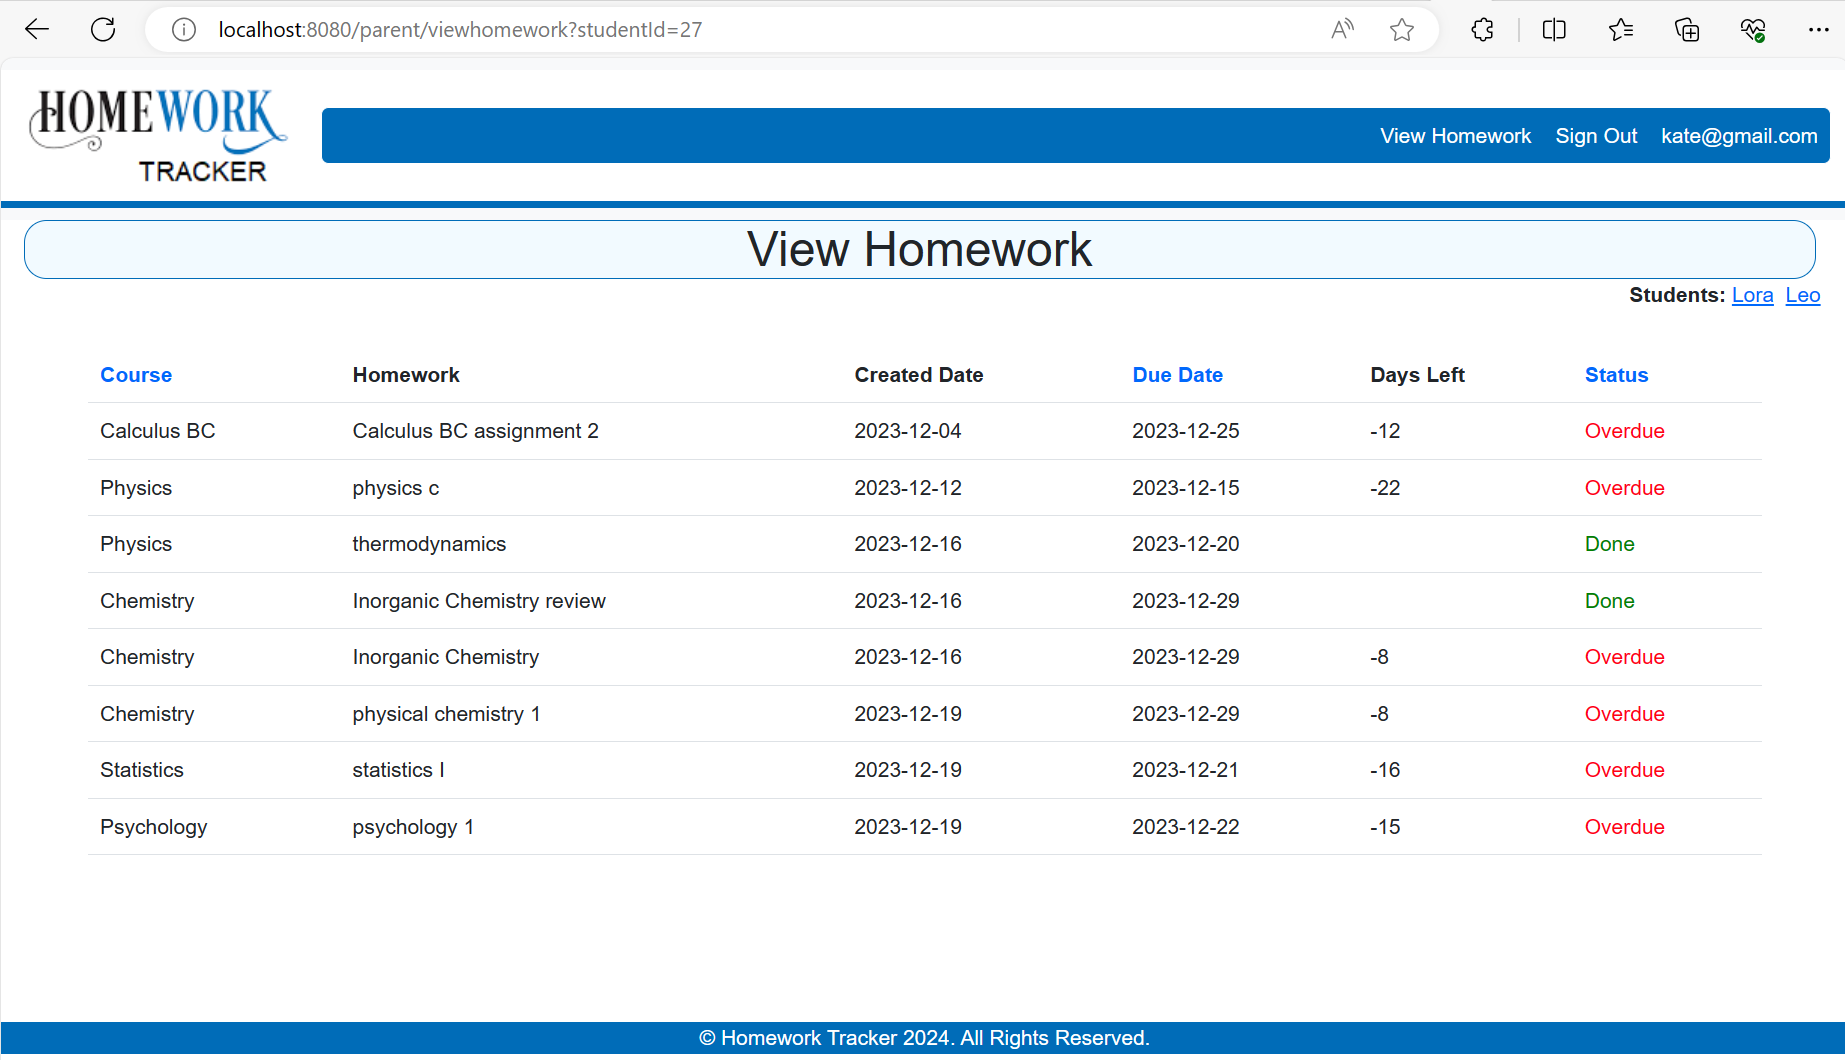 localhost:8080/parent/viewhomework?studentId=27
HOMEWORK
TRACKER
View Homework Sign Out kate@gmail.com
View Homework
Students: Lora Leo
Course Homework Created Date Due Date Days Left Status
Calculus BC Calculus BC assignment 2 2023-12-04 2023-12-25 -12 Overdue
Physics physics c 2023-12-12 2023-12-15 -22 Overdue
Physics thermodynamics 2023-12-16 2023-12-20 Done
Chemistry Inorganic Chemistry review 2023-12-16 2023-12-29 Done
Chemistry Inorganic Chemistry 2023-12-16 2023-12-29 -8 Overdue
Chemistry physical chemistry 1 2023-12-19 2023-12-29 -8 Overdue
Statistics statistics I 2023-12-19 2023-12-21 -16 Overdue
Psychology psychology 1 2023-12-19 2023-12-22 -15 Overdue
© Homework Tracker 2024. All Rights Reserved.